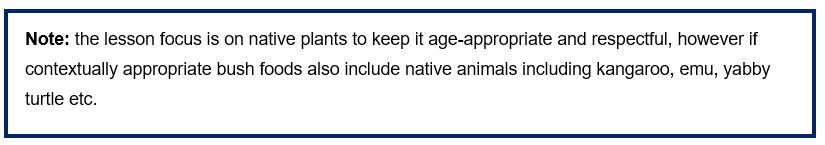 Note: the lesson focus is on native plants to keep it age-appropriate and respectful, however if
contextually appropriate bush foods also include native animals including kangaroo, emu, yabby
turtle etc.